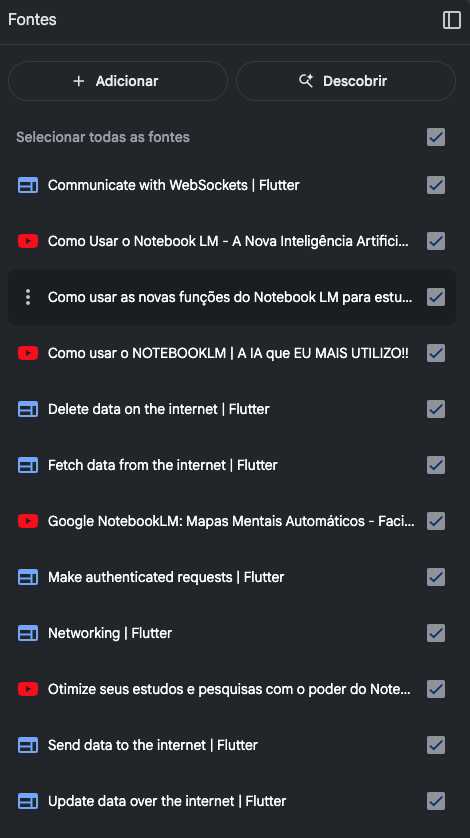 Fontes
+ Adicionar
Descobrir
Selecionar todas as fontes
Communicate with WebSockets | Flutter
Como Usar o Notebook LM - A Nova Inteligência Artifici...
Como usar as novas funções do Notebook LM para estu...
Como usar o NOTEBOOKLM | A IA que EU MAIS UTILIZO!!
Delete data on the internet | Flutter
Fetch data from the internet | Flutter
Google NotebookLM: Mapas Mentais Automáticos - Faci...
Make authenticated requests | Flutter
Networking | Flutter
Otimize seus estudos e pesquisas com o poder do Note...
Send data to the internet | Flutter
Update data over the internet | Flutter